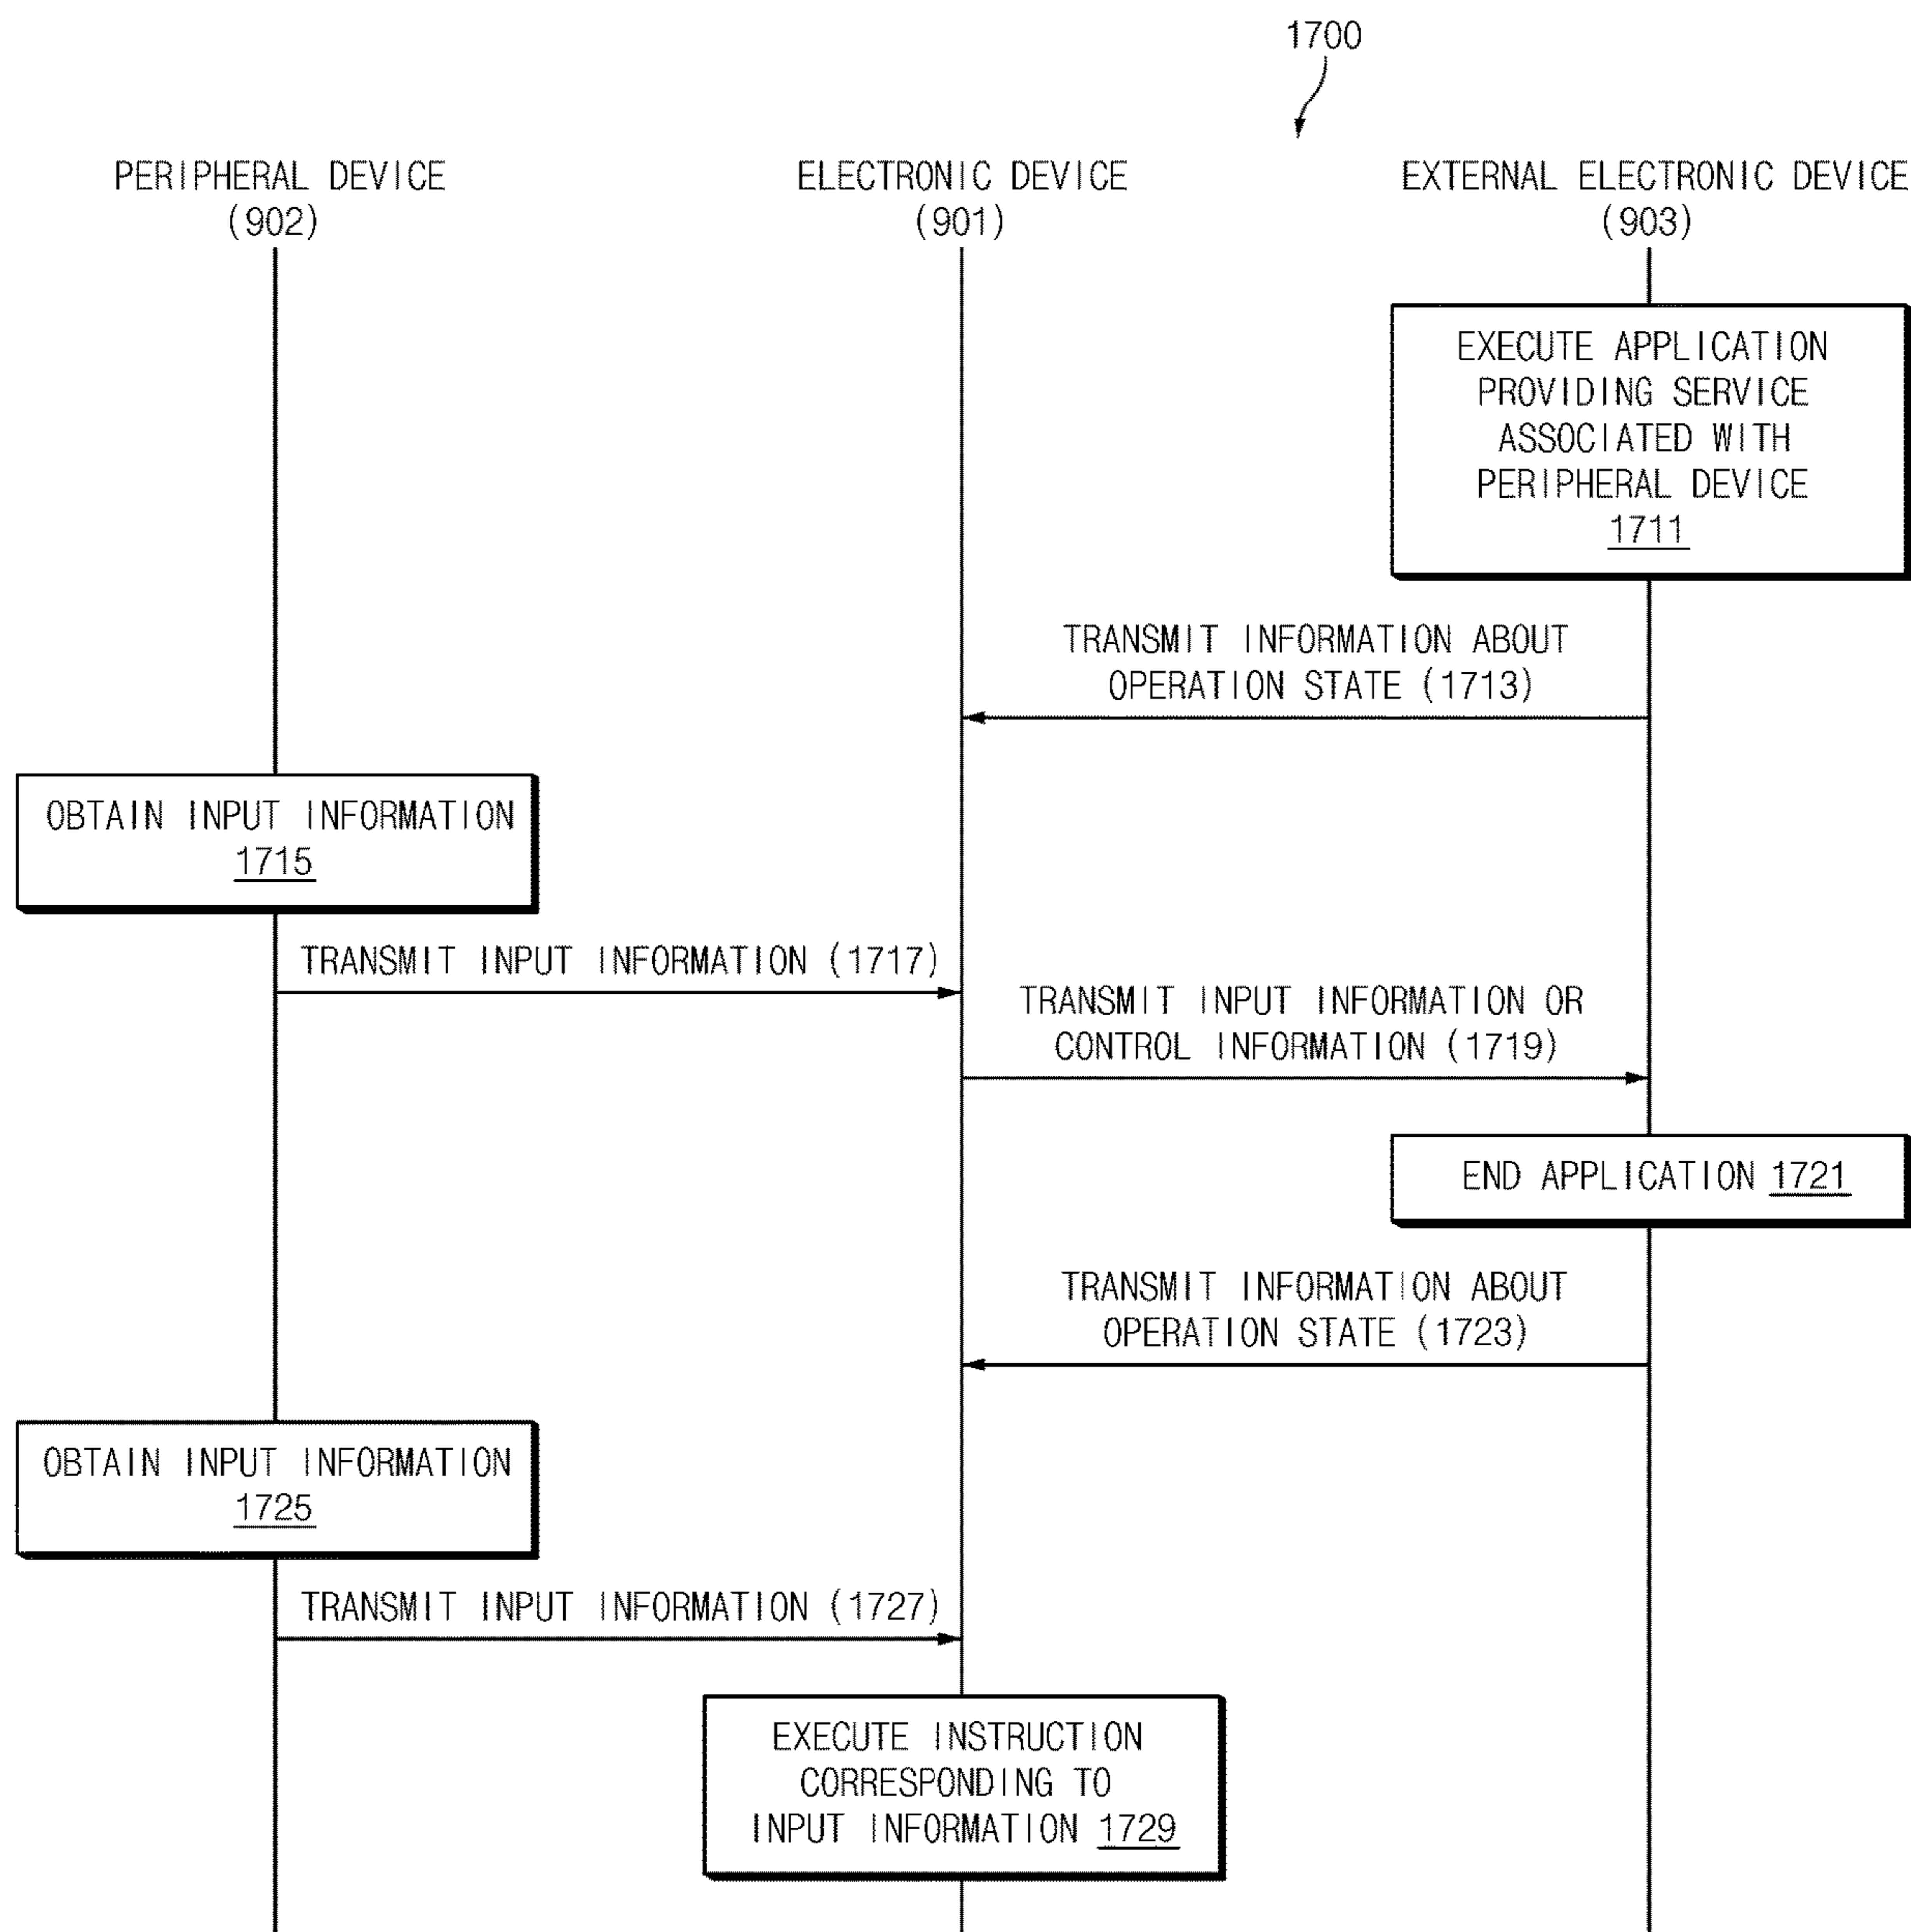 1700
PERIPHERAL DEVICE
(902)
ELECTRONIC DEVICE
(901)
EXTERNAL ELECTRONIC DEVICE
(903)
EXECUTE APPLICATION
PROVIDING SERVICE
ASSOCIATED WITH
PERIPHERAL DEVICE
1711
TRANSMIT INFORMATION ABOUT
OPERATION STATE (1713)
OBTAIN INPUT INFORMATION
1715
TRANSMIT INPUT INFORMATION (1717)
TRANSMIT INPUT INFORMATION OR
CONTROL INFORMATION (1719)
END APPLICATION 1721
TRANSMIT INFORMATION ABOUT
OPERATION STATE (1723)
OBTAIN INPUT INFORMATION
1725
TRANSMIT INPUT INFORMATION (1727)
EXECUTE INSTRUCTION
CORRESPONDING TO
INPUT INFORMATION 1729